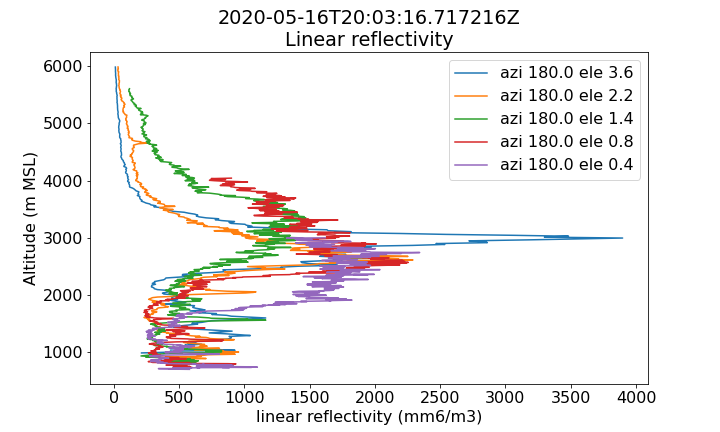 2020-05-16T20:03:16.717216Z
Linear reflectivity
6000
5000
4000
3000
2000
1000
Altitude (m MSL)
azi 180.0 ele 3.6
azi 180.0 ele 2.2
azi 180.0 ele 1.4
azi 180.0 ele 0.8
azi 180.0 ele 0.4
0 500 1000 1500 2000 2500 3000 3500 4000
linear reflectivity (mm6/m3)